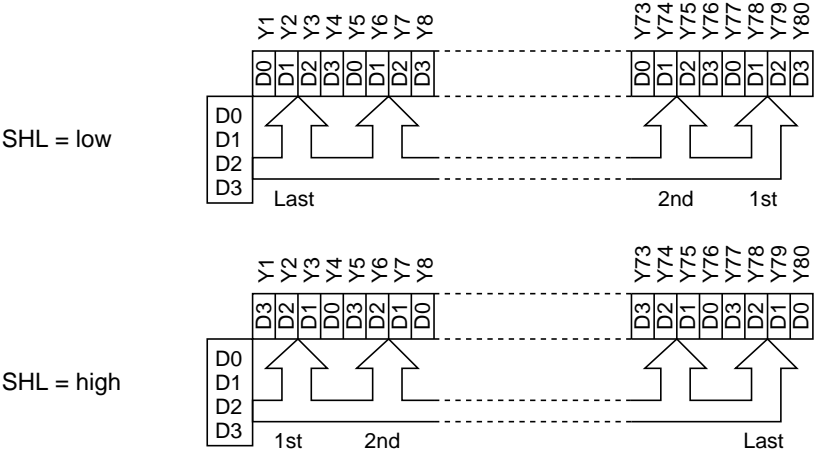 Y1 Y2 Y3 Y4 Y5 Y6 Y7 Y8 Y73 Y74 Y75 Y76 Y77 Y78 Y79 Y80
D0 D1 D2 D3 D0 D1 D2 D3 D0 D1 D2 D3 D0 D1 D2 D3
D0
SHL = low
D1
D2
D3
Last 2nd 1st
Y1 Y2 Y3 Y4 Y5 Y6 Y7 Y8 Y73 Y74 Y75 Y76 Y77 Y78 Y79 Y80
D3 D2 D1 D0 D3 D2 D1 D0 D3 D2 D1 D0 D3 D2 D1 D0
D0
SHL = high
D1
D2
D3
1st 2nd Last